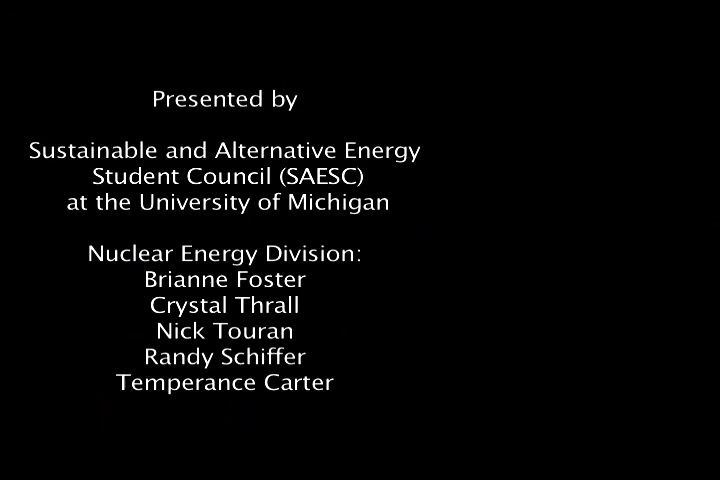 Presented by
Sustainable and Alternative Energy
Student Council (SAESC)
at the University of Michigan
Nuclear Energy Division:
Brianne Foster
Crystal Thrall
Nick Touran
Randy Schiffer
Temperance Carter